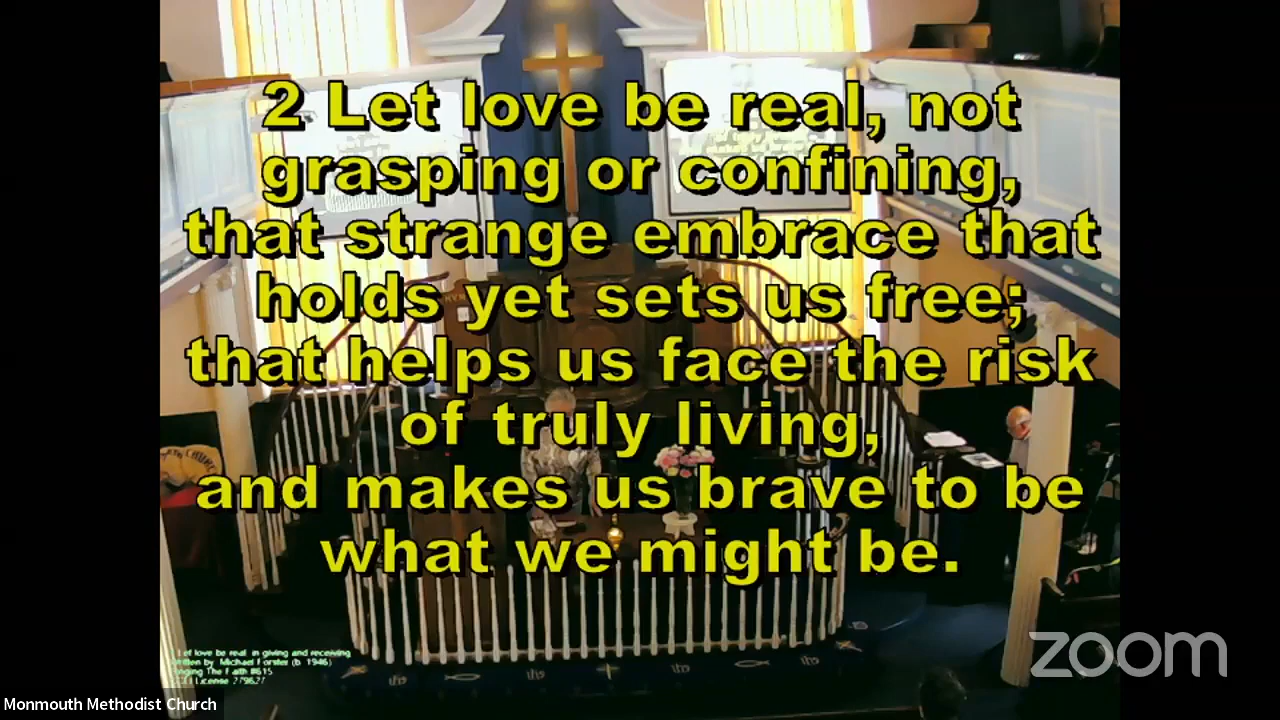 2 Let love be real, not
grasping or confining,
that strange embrace that
holds yet sets us free;
that helps us face the risk
of truly living,
and makes us brave to be
what we might be.
Let love be real in giving and receiving
written by Michael Forster (b 1946)
Singing The Faith #615
zoom
Monmouth Methodist Church